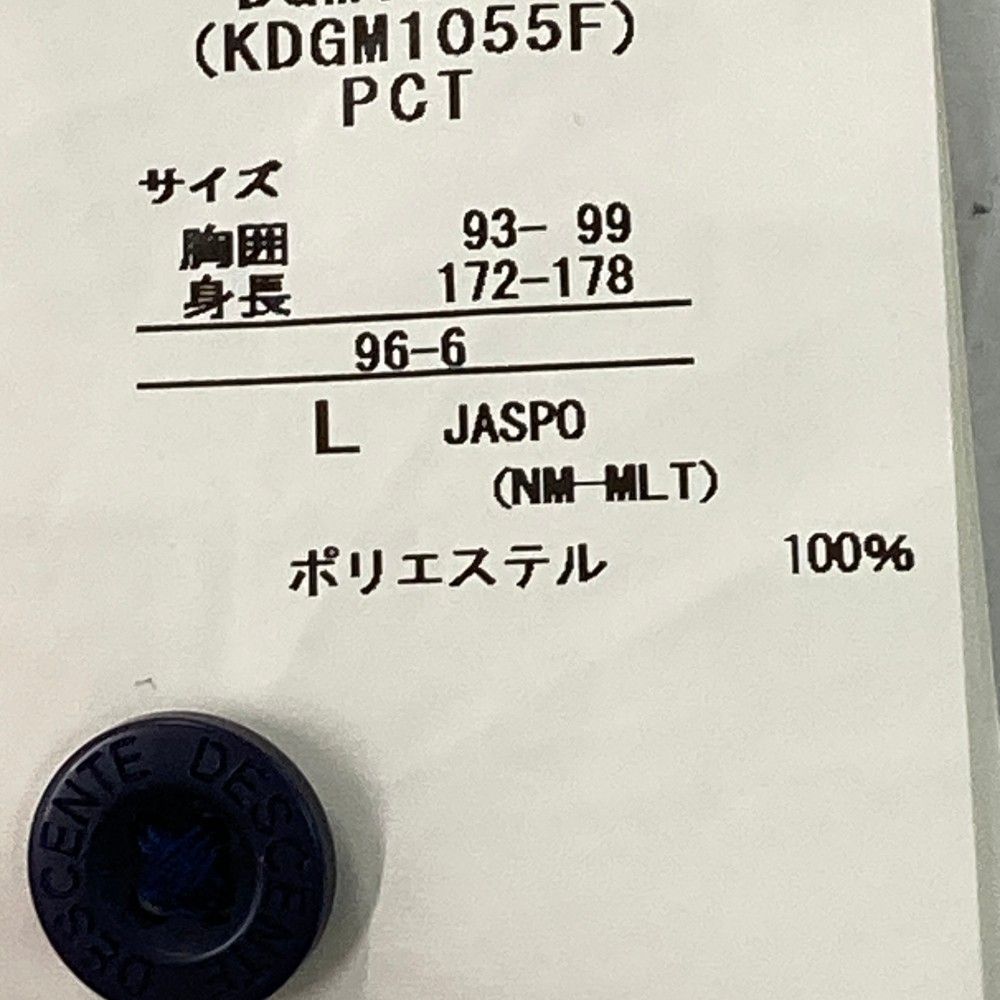 (KDGM1055F)
PCT
サイズ
胸囲 93- 99
身長 172-178
96-6
L JASPO
(NM-MLT)
ポリエステル 100%
DESCENTE DESCENTE DESCENTE